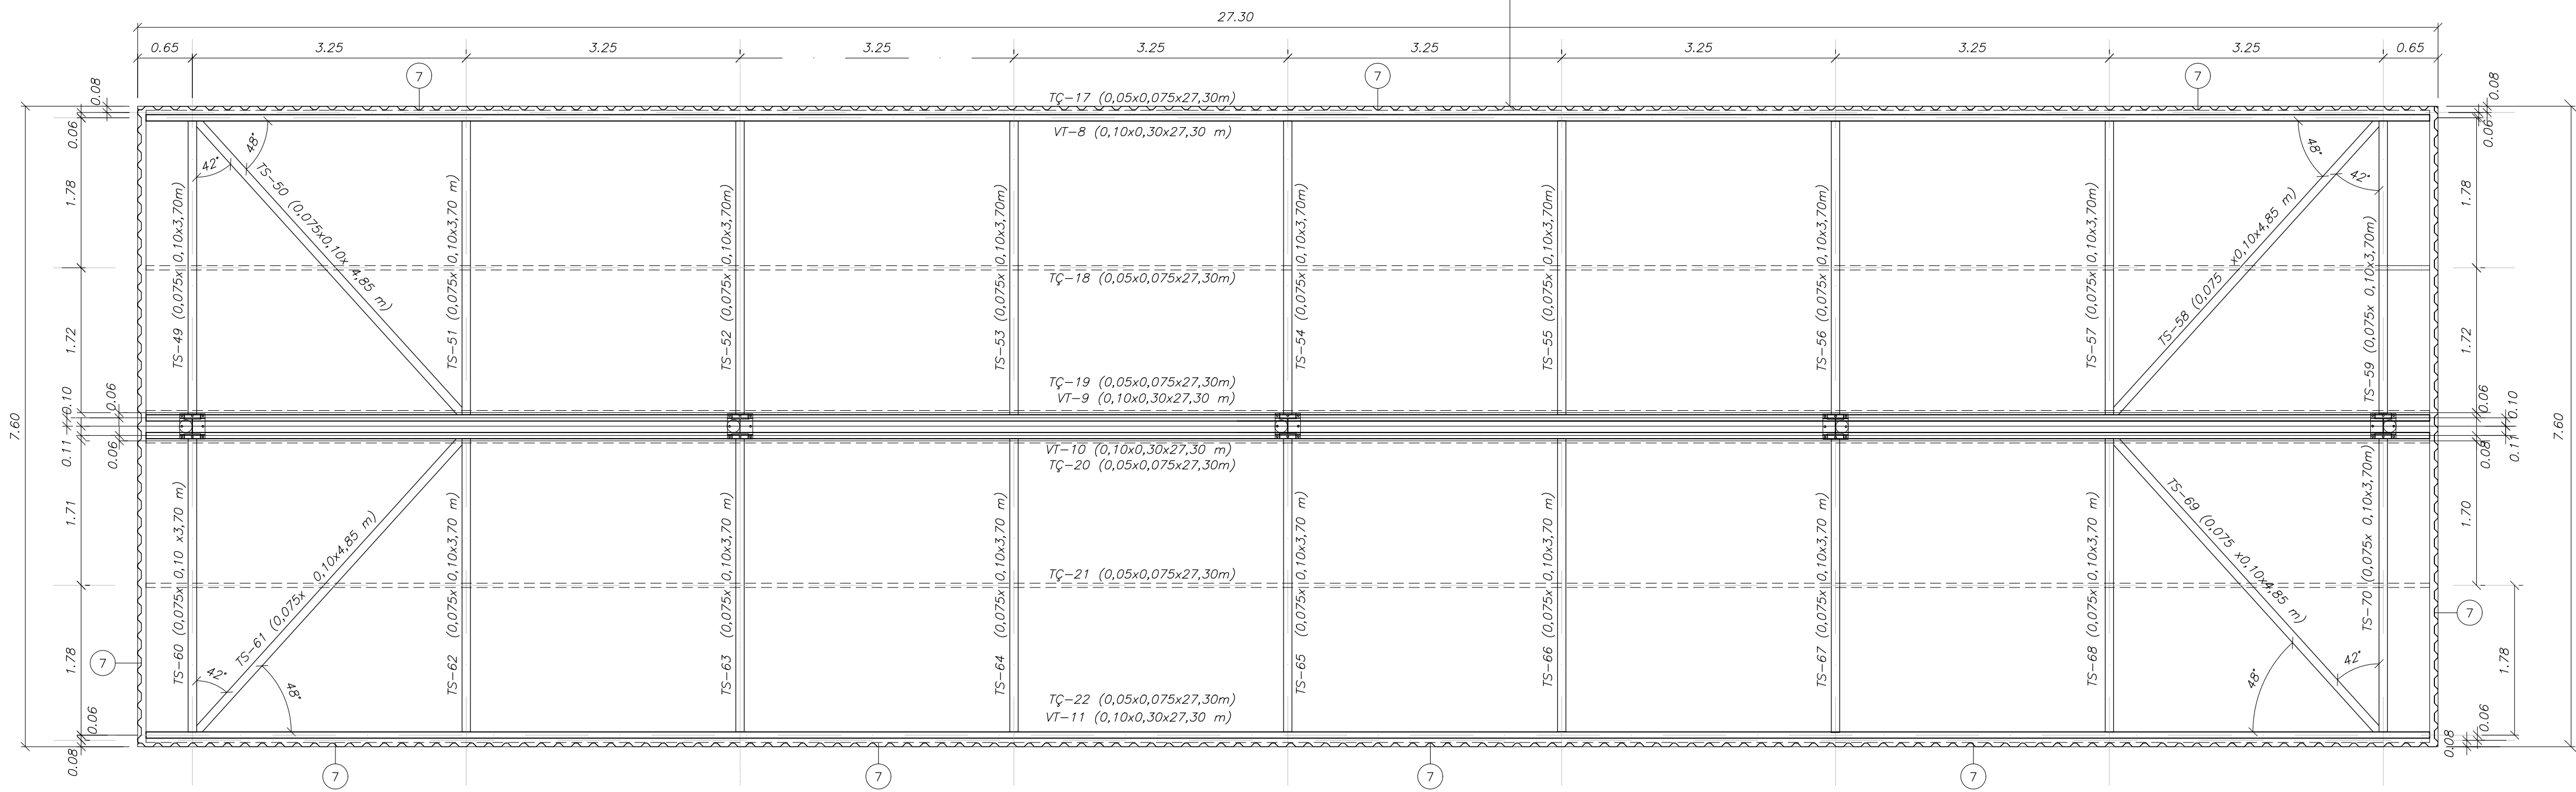 27.30
0.65 3.25 3.25 3.25 3.25 3.25 3.25 3.25 3.25 0.65
7 7 7
0.08 0.08
TÇ-17 (0,05x0,075x27,30m)
0.06 0.06
VT-8 (0,10x0,30x27,30 m)
48° 42° 48° 42°
1.78 1.78
TS-49 (0,075x 0,10x3,70m)
TS-50 (0,075x0,10x 4,85 m)
TS-51 (0,075x 0,10x3,70 m)
TS-52 (0,075x 0,10x3,70m)
TS-53 (0,075x 0,10x3,70m)
TS-54 (0,075x 0,10x3,70m)
TS-55 (0,075x 0,10x3,70m)
TS-56 (0,075x 0,10x3,70m)
TS-57 (0,075x 0,10x3,70m)
TS-58 (0,075 x0,10x4,85 m)
TS-59 (0,075x 0,10x3,70m)
TÇ-18 (0,05x0,075x27,30m)
1.72 1.72
TÇ-19 (0,05x0,075x27,30m)
VT-9 (0,10x0,30x27,30 m)
0.10 0.06 0.06 0.10
7.60 7.60
0.11 0.06 0.08 0.11
VT-10 (0,10x0,30x27,30 m)
TÇ-20 (0,05x0,075x27,30m)
1.71 1.70
TS-60 (0,075x 0,10 x3,70 m)
TS-61 (0,075x 0,10x4,85 m)
TS-62 (0,075x 0,10x3,70 m)
TS-63 (0,075x 0,10x3,70 m)
TS-64 (0,075x 0,10x3,70 m)
TS-65 (0,075x 0,10x3,70 m)
TS-66 (0,075x 0,10x3,70 m)
TS-67 (0,075x 0,10x3,70 m)
TS-68 (0,075x 0,10x3,70 m)
TS-69 (0,075 x0,10x4,85 m)
TS-70 (0,075x 0,10x3,70m)
TÇ-21 (0,05x0,075x27,30m)
7 7
1.78 1.78
42° 48° 48° 42°
TÇ-22 (0,05x0,075x27,30m)
VT-11 (0,10x0,30x27,30 m)
0.06 0.06
0.08 0.08
7 7 7 7